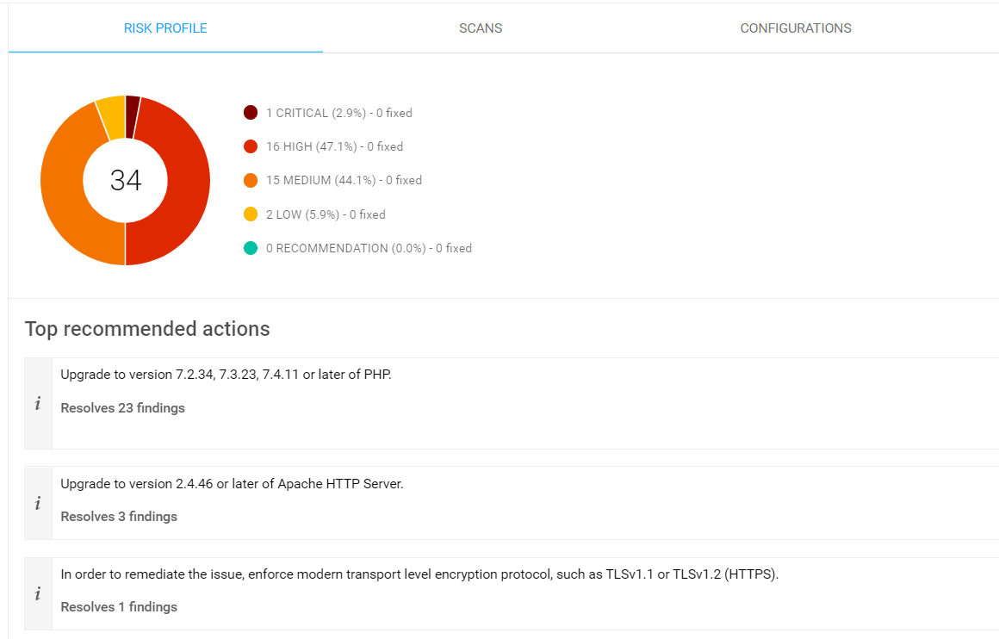 RISK PROFILE
SCANS
CONFIGURATIONS
34
1 CRITICAL (2.9%) - 0 fixed
16 HIGH (47.1%) - 0 fixed
15 MEDIUM (44.1%) - 0 fixed
2 LOW (5.9%) - 0 fixed
0 RECOMMENDATION (0.0%) - 0 fixed
Top recommended actions
i
Upgrade to version 7.2.34, 7.3.23, 7.4.11 or later of PHP.
Resolves 23 findings
i
Upgrade to version 2.4.46 or later of Apache HTTP Server.
Resolves 3 findings
i
In order to remediate the issue, enforce modern transport level encryption protocol, such as TLSv1.1 or TLSv1.2 (HTTPS).
Resolves 1 findings